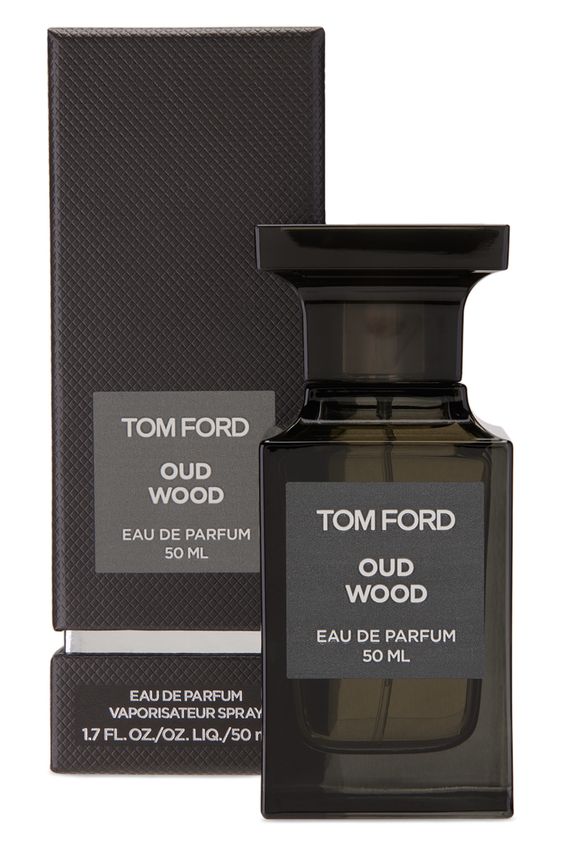 TOM FORD
OUD
WOOD
EAU DE PARFUM
50 ML
EAU DE PARFUM
VAPORISATEUR SPRAY
1.7 FL. OZ./OZ. LIQ./50
TOM FORD
OUD
WOOD
EAU DE PARFUM
50 ML